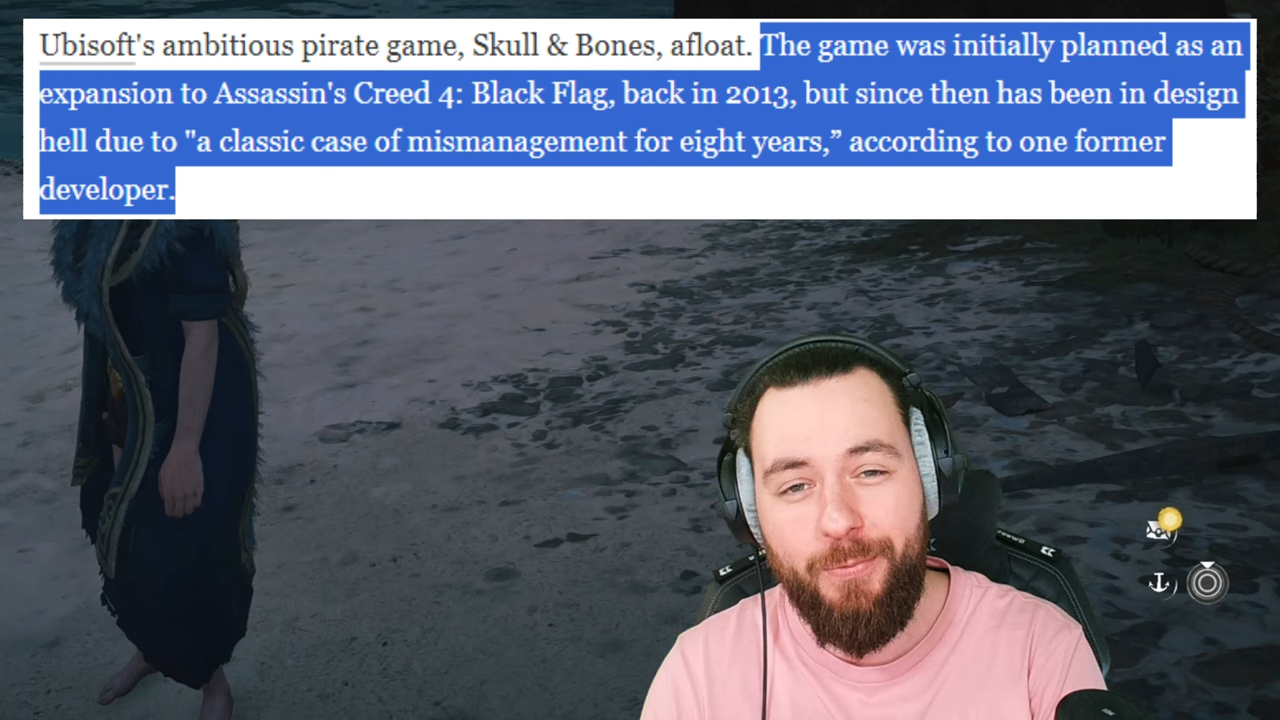 Ubisoft's ambitious pirate game, Skull & Bones, afloat. The game was initially planned as an
expansion to Assassin's Creed 4: Black Flag, back in 2013, but since then has been in design
hell due to "a classic case of mismanagement for eight years,” according to one former
developer.